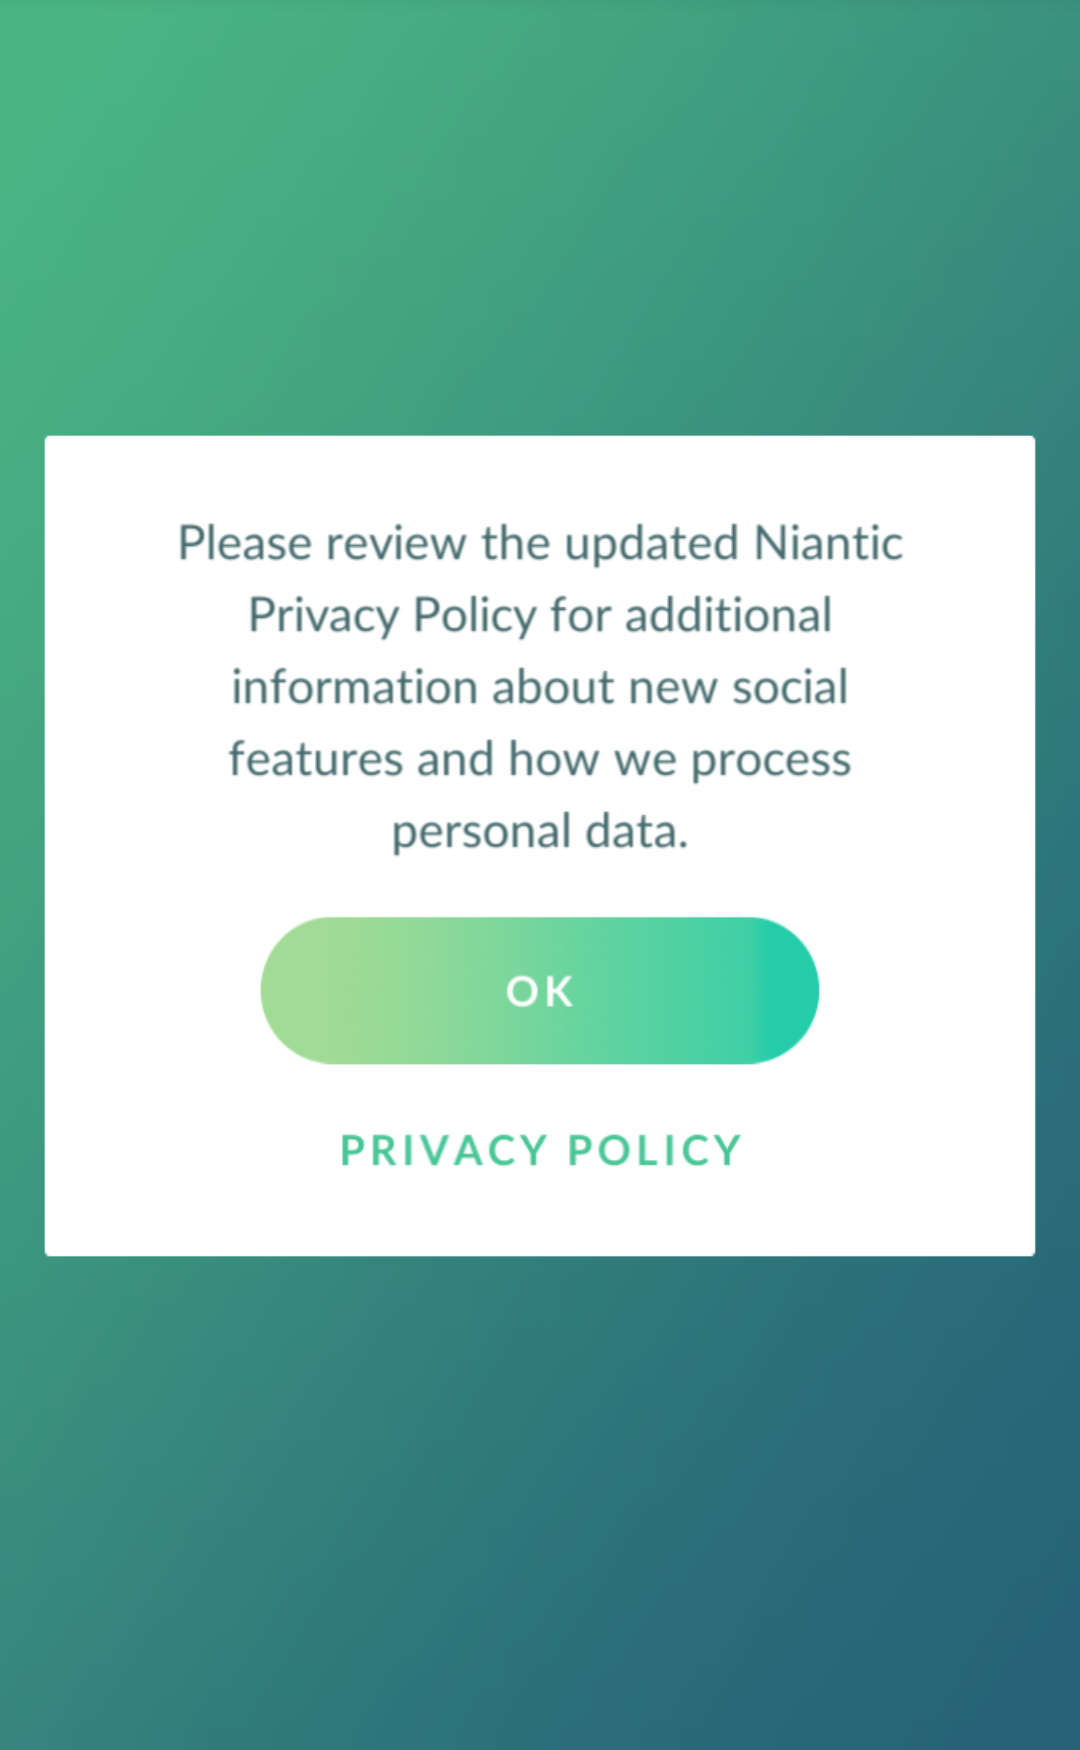 Please review the updated Niantic
Privacy Policy for additional
information about new social
features and how we process
personal data.
OK
PRIVACY POLICY